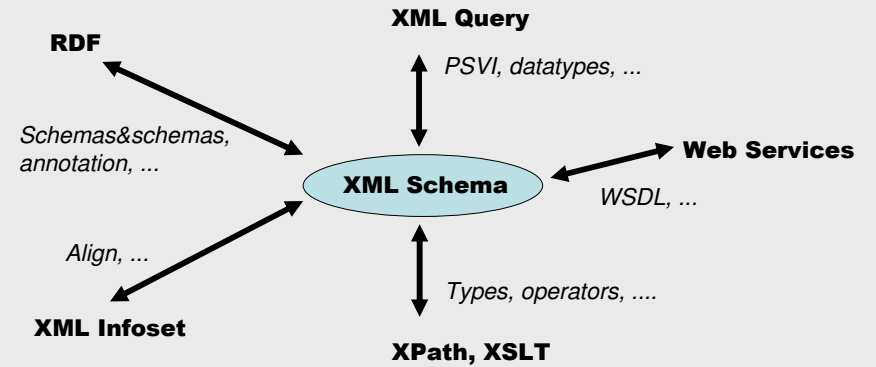 XML Query
RDF
PSVI, datatypes, ...
Schemas&schemas,
annotation, ...
Web Services
XML Schema
WSDL, ...
Align, ...
Types, operators, ....
XML Infoset
XPath, XSLT